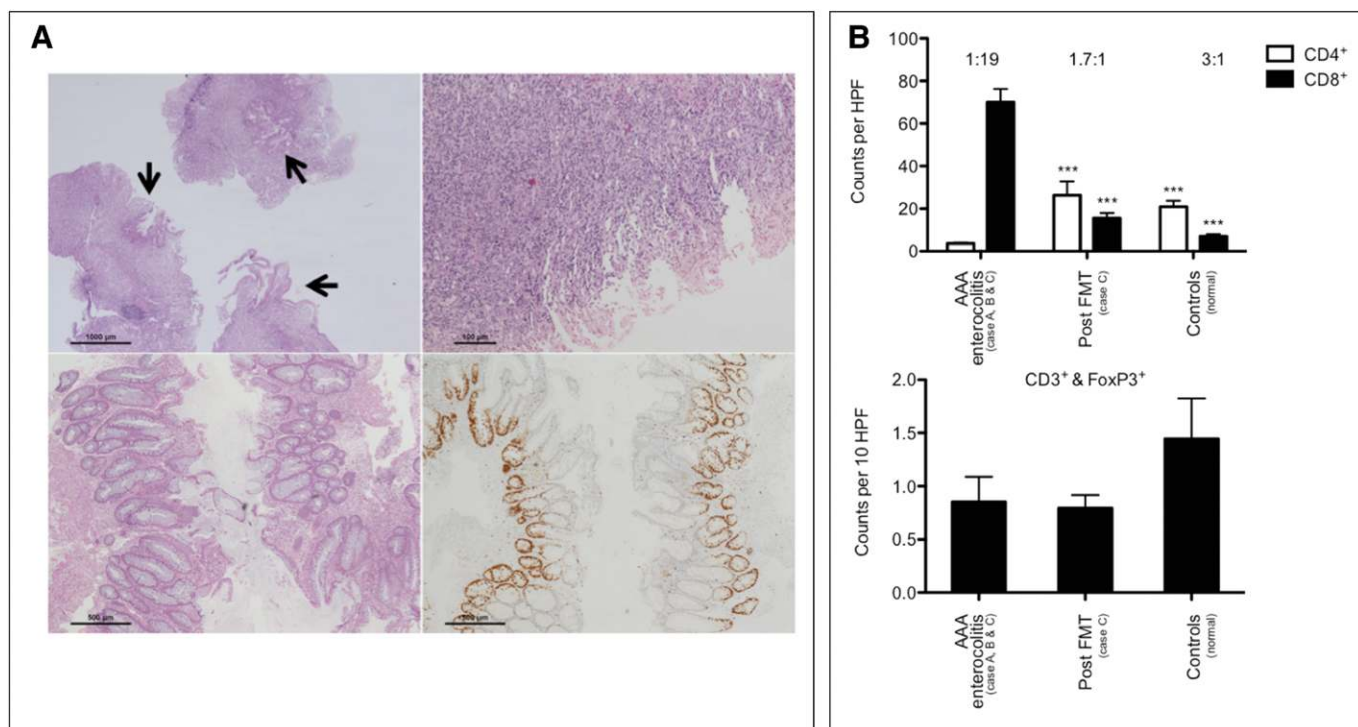 A
1000 µm
100 µm
500 µm
500 µm
B
1:19
1.7:1
3:1
CD4+
CD8+
Counts per HPF
100
80
60
40
20
0
***
***
***
***
AAA
enterocolitis
(case A, B & C)
Post FMT
(case C)
Controls
(normal)
CD3+ & FoxP3+
Counts per 10 HPF
2.0
1.5
1.0
0.5
0.0
AAA
enterocolitis
(case A, B & C)
Post FMT
(case C)
Controls
(normal)